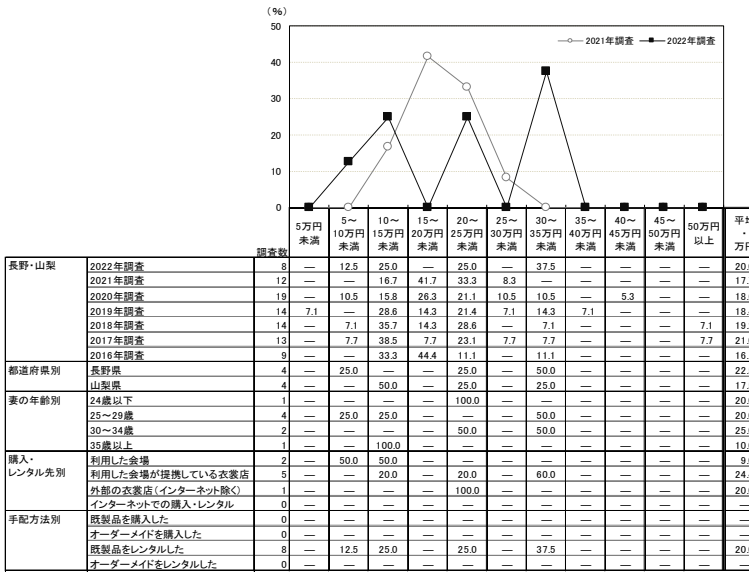 （％）
50
40
30
20
10
0
2021年調査 2022年調査
調査数 5万円未満 5～10万円未満 10～15万円未満 15～20万円未満 20～25万円未満 25～30万円未満 30～35万円未満 35～40万円未満 40～45万円未満 45～50万円未満 50万円以上 ・ 万円
長野・山梨 2022年調査 8 — 12.5 25.0 — 25.0 — 37.5 — — — — 20.
2021年調査 12 — — 16.7 41.7 33.3 8.3 — — — — — 17.
2020年調査 19 — 10.5 15.8 26.3 21.1 10.5 10.5 — 5.3 — — 18.
2019年調査 14 7.1 — 28.6 14.3 21.4 7.1 14.3 7.1 — — — 18.
2018年調査 14 — 7.1 35.7 14.3 28.6 — 7.1 — — — 7.1 19.
2017年調査 13 — 7.7 38.5 7.7 23.1 7.7 7.7 — — — 7.7 21.
2016年調査 9 — — 33.3 44.4 11.1 — 11.1 — — — — 16.
都道府県別 長野県 4 — 25.0 — — 25.0 — 50.0 — — — — 22.
山梨県 4 — — 50.0 — 25.0 — 25.0 — — — — 17.
妻の年齢別 24歳以下 1 — — — — 100.0 — — — — — — 20.
25～29歳 4 — 25.0 25.0 — — — 50.0 — — — — 20.
30～34歳 2 — — — — 50.0 — 50.0 — — — — 25.
35歳以上 1 — — 100.0 — — — — — — — — 10.
購入・レンタル先別 利用した会場 2 — 50.0 50.0 — — — — — — — — 9.
利用した会場が提携している衣裳店 5 — — 20.0 — 20.0 — 60.0 — — — — 24.
外部の衣裳店（インターネット除く） 1 — — — — 100.0 — — — — — — 20.
インターネットでの購入・レンタル 0 — — — — — — — — — — — —
手配方法別 既製品を購入した 0 — — — — — — — — — — — —
オーダーメイドを購入した 0 — — — — — — — — — — — —
既製品をレンタルした 8 — 12.5 25.0 — 25.0 — 37.5 — — — — 20.
オーダーメイドをレンタルした 0 — — — — — — — — — — — —